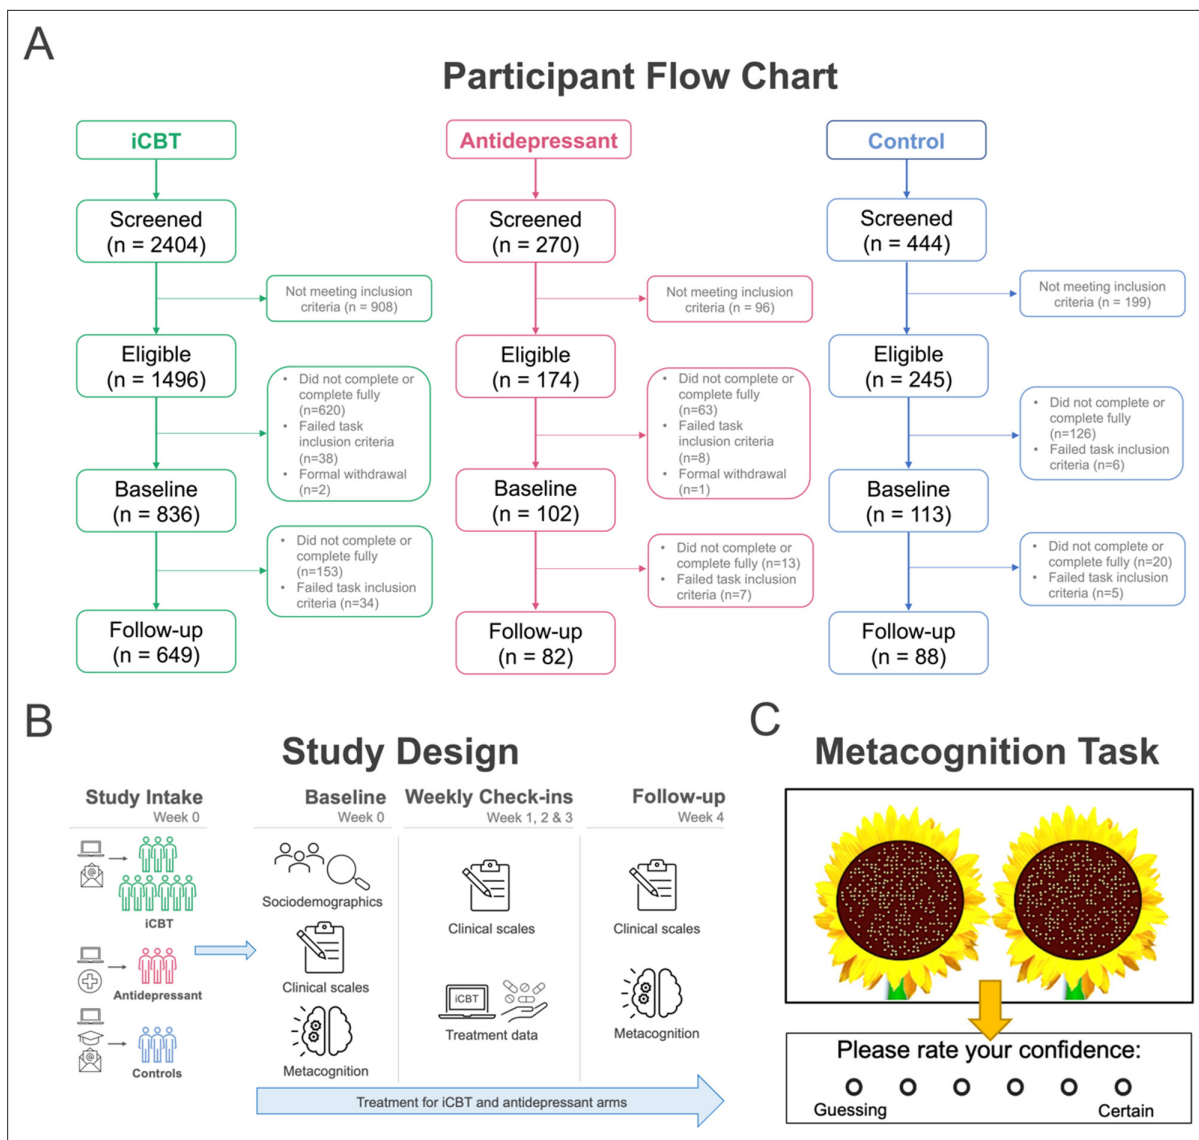 A
Participant Flow Chart
iCBT
Screened
(n = 2404)
Not meeting inclusion
criteria (n = 908)
Eligible
(n = 1496)
• Did not complete or
complete fully
(n=620)
• Failed task
inclusion criteria
(n=38)
• Formal withdrawal
(n=2)
Baseline
(n = 836)
• Did not complete or
complete fully
(n=153)
• Failed task inclusion
criteria (n=34)
Follow-up
(n = 649)
Antidepressant
Screened
(n = 270)
Not meeting inclusion
criteria (n = 96)
Eligible
(n = 174)
• Did not complete or
complete fully
(n=63)
• Failed task
inclusion criteria
(n=8)
• Formal withdrawal
(n=1)
Baseline
(n = 102)
• Did not complete or
complete fully (n=13)
• Failed task inclusion
criteria (n=7)
Follow-up
(n = 82)
Control
Screened
(n = 444)
Not meeting inclusion
criteria (n = 199)
Eligible
(n = 245)
• Did not complete or
complete fully
(n=126)
• Failed task inclusion
criteria (n=6)
Baseline
(n = 113)
• Did not complete or
complete fully (n=20)
• Failed task inclusion
criteria (n=5)
Follow-up
(n = 88)
B
Study Design
Study Intake
Week 0
iCBT
Antidepressant
Controls
Baseline
Week 0
Sociodemographics
Clinical scales
Metacognition
Weekly Check-ins
Week 1, 2 & 3
Clinical scales
iCBT
Treatment data
Follow-up
Week 4
Clinical scales
Metacognition
Treatment for iCBT and antidepressant arms
C
Metacognition Task
Please rate your confidence:
Guessing
Certain